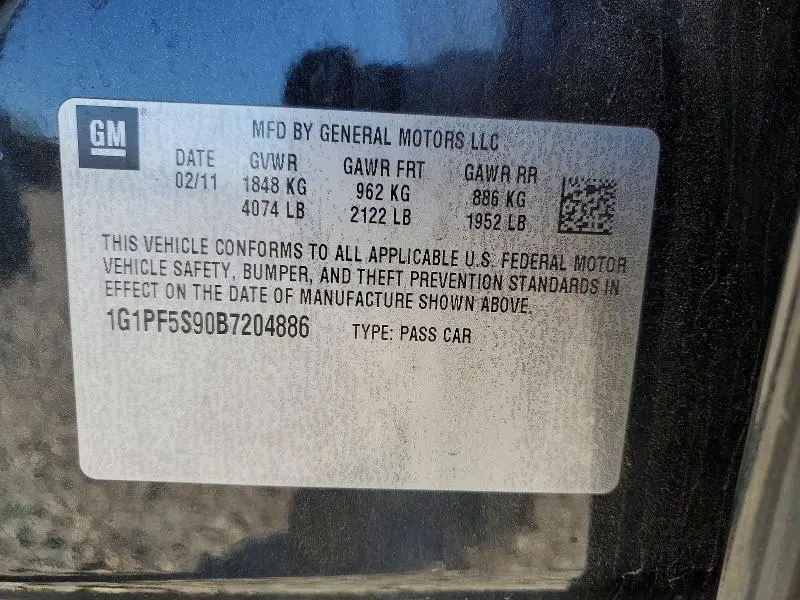 GM ®
MFD BY GENERAL MOTORS LLC
DATE GVWR GAWR FRT GAWR RR
02/11 1848 KG 962 KG 886 KG
4074 LB 2122 LB 1952 LB
THIS VEHICLE CONFORMS TO ALL APPLICABLE U.S. FEDERAL MOTOR
VEHICLE SAFETY, BUMPER, AND THEFT PREVENTION STANDARDS IN
EFFECT ON THE DATE OF MANUFACTURE SHOWN ABOVE.
1G1PF5S90B7204886 TYPE: PASS CAR